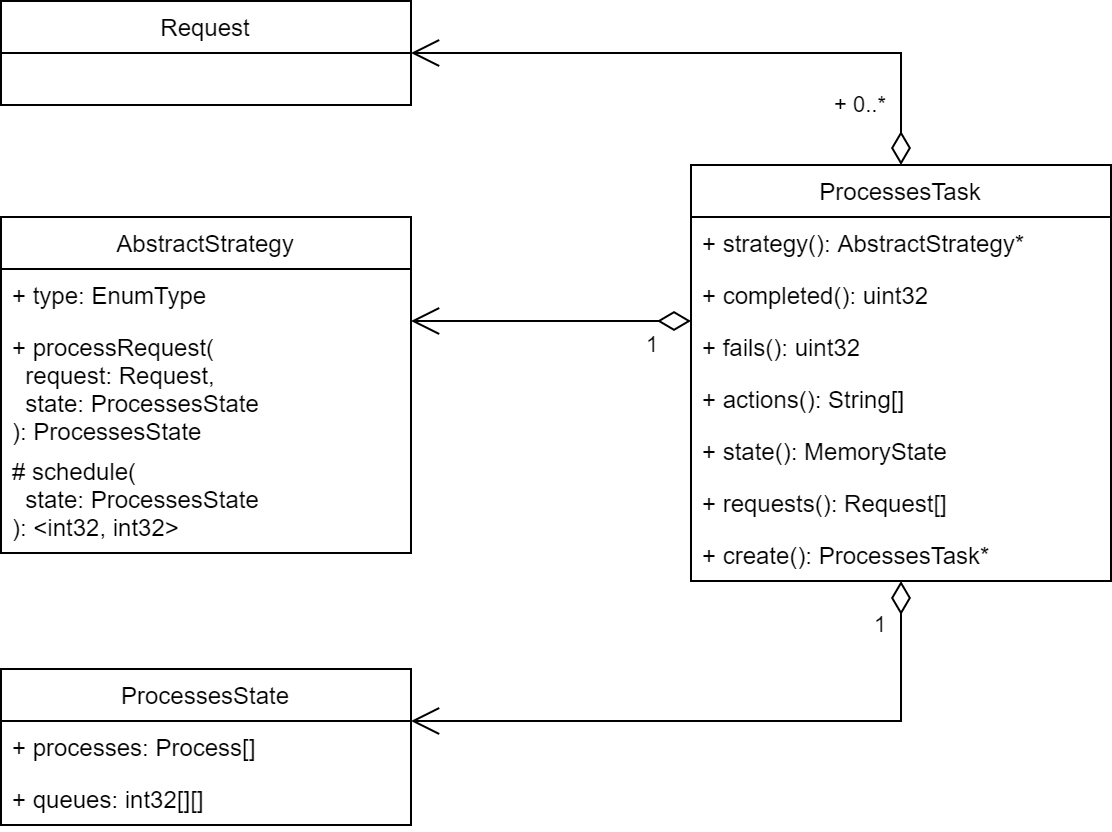 Request
+ 0..*
ProcessesTask
+ strategy(): AbstractStrategy*
+ completed(): uint32
+ fails(): uint32
+ actions(): String[]
+ state(): MemoryState
+ requests(): Request[]
+ create(): ProcessesTask*
AbstractStrategy
+ type: EnumType
+ processRequest(
request: Request,
state: ProcessesState
): ProcessesState
# schedule(
state: ProcessesState
): <int32, int32>
1
1
ProcessesState
+ processes: Process[]
+ queues: int32[][]